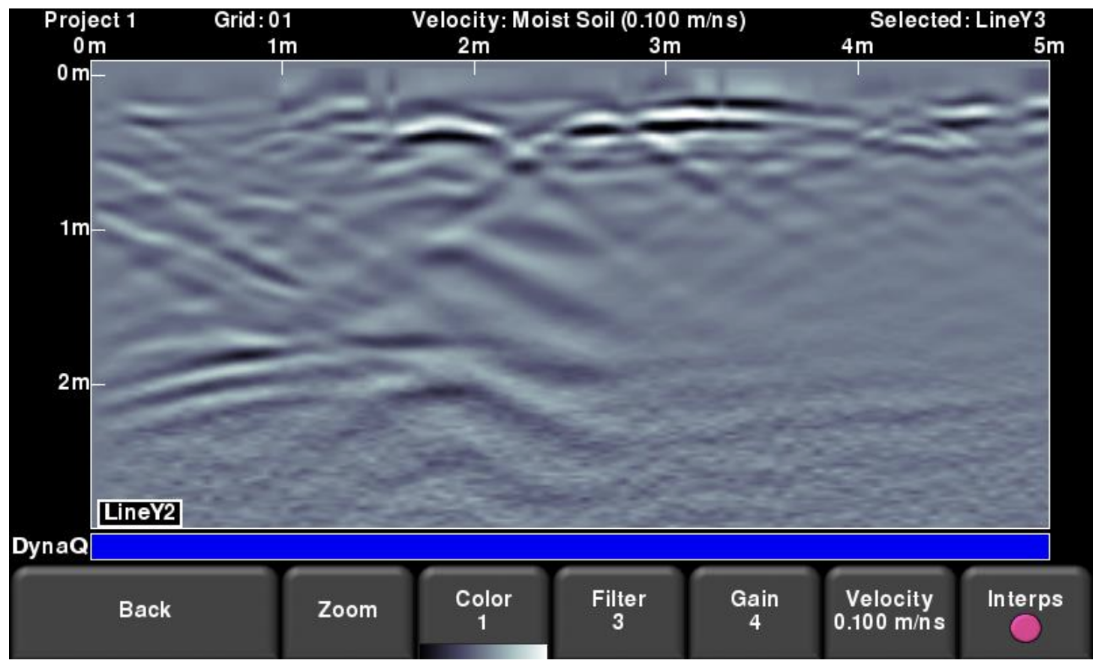 Project 1 Grid: 01 Velocity: Moist Soil (0.100 m/ns) Selected: LineY3
0m 1m 2m 3m 4m 5m
0m
1m
2m
LineY2
DynaQ
Back Zoom Color Filter Gain Velocity Interps
1 3 4 0.100 m/ns